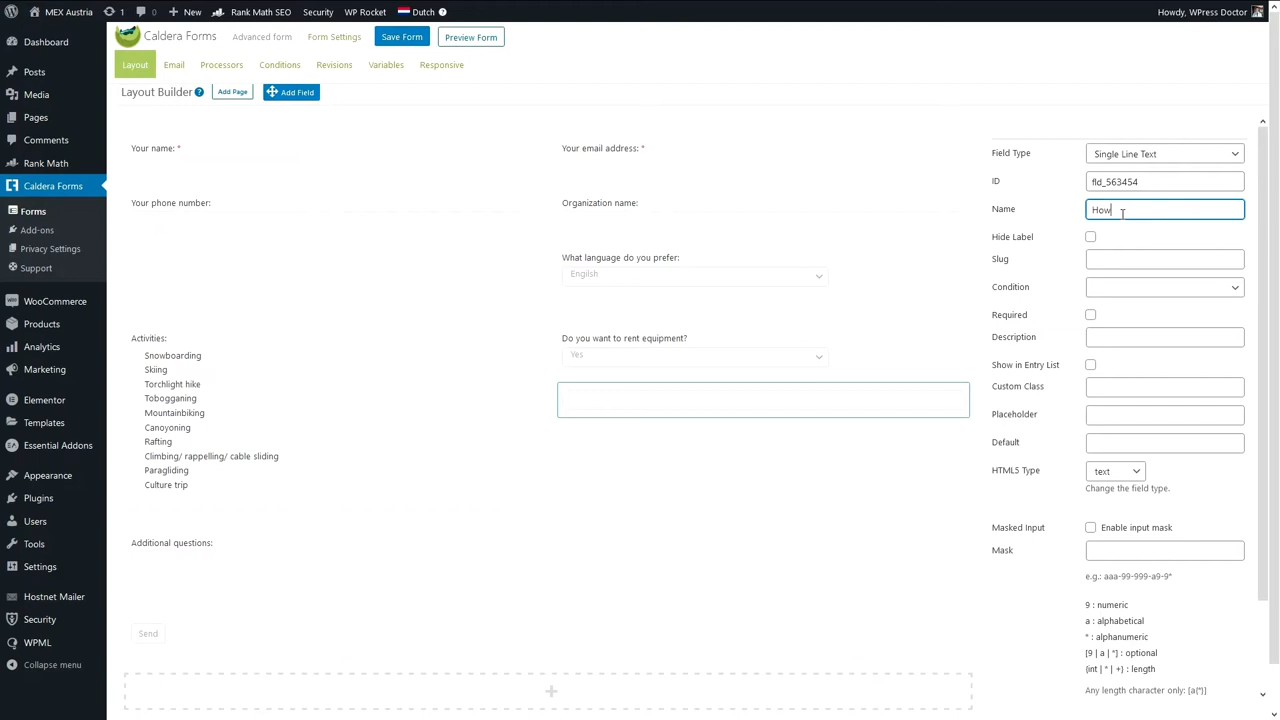 MEX Austria
1
0
New
Rank Math SEO
Security
WP Rocket
Dutch
Howdy, WPress Doctor
Dashboard
Posts
Media
Pages
Comments
Rank Math
Caldera Forms
Forms
Add-ons
Privacy Settings
Support
WooCommerce
Products
Analytics
Marketing
Elementor
Templates
Essential Addons
Appearance
Plugins
Users
Tools
Settings
Hostnet Mailer
Security
WPML
Collapse menu
Caldera Forms
Advanced form
Form Settings
Save Form
Preview Form
Layout
Email
Processors
Conditions
Revisions
Variables
Responsive
Layout Builder ?
Add Page
Add Field
Your name: *
Your email address: *
Your phone number:
Organization name:
What language do you prefer:
Engilsh
Activities:
Snowboarding
Skiing
Torchlight hike
Tobogganing
Mountainbiking
Canoyoning
Rafting
Climbing/ rappelling/ cable sliding
Paragliding
Culture trip
Do you want to rent equipment?
Yes
Additional questions:
Send
+
Field Type
Single Line Text
ID
fld_563454
Name
How
Hide Label
Slug
Condition
Required
Description
Show in Entry List
Custom Class
Placeholder
Default
HTML5 Type
text
Change the field type.
Masked Input
Enable input mask
Mask
e.g.: aaa-99-999-a9-9*
9 : numeric
a : alphabetical
* : alphanumeric
[9 | a | *] : optional
{int | * | +} : length
Any length character only: [a{*}]